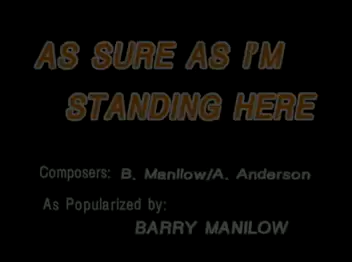 AS SURE AS I'M
STANDING HERE
Composers: B. Manilow/A. Anderson
As Popularized by:
BARRY MANILOW